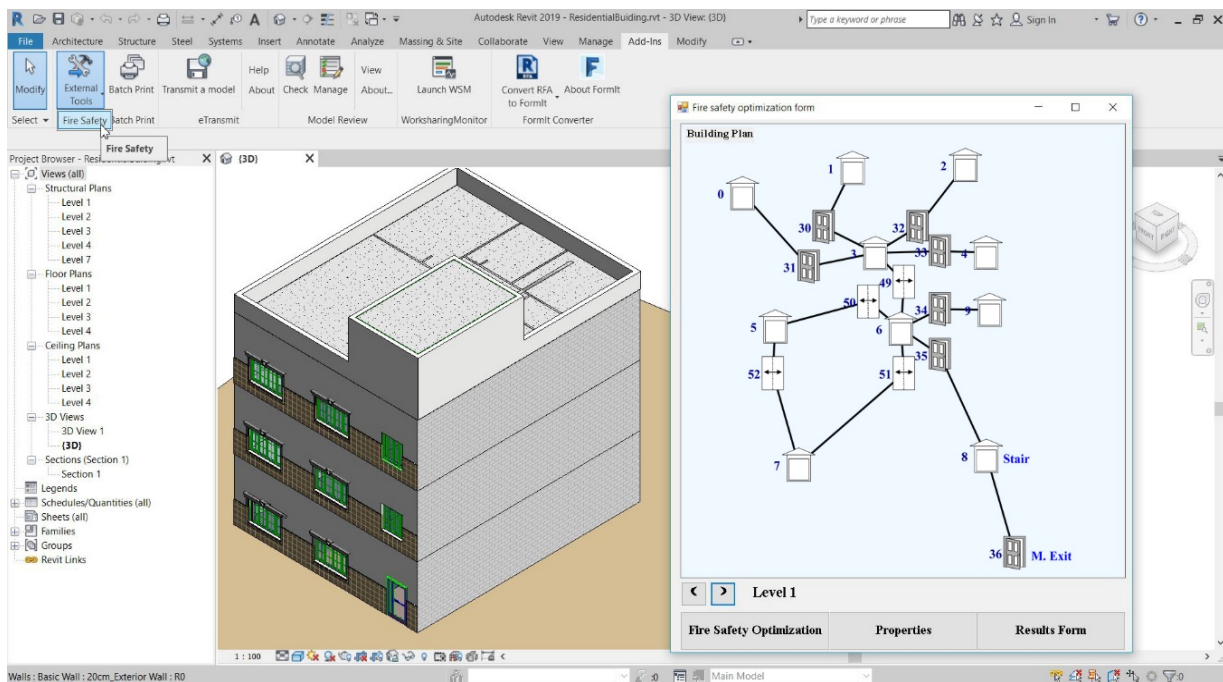 Autodesk Revit 2019 - ResidentialBuiding.rvt - 3D View: {3D}
Type a keyword or phrase
Sign In
File Architecture Structure Steel Systems Insert Annotate Analyze Massing & Site Collaborate View Manage Add-Ins Modify
Modify
External Tools
Batch Print
Transmit a model
Help
About
Check
Manage
View
About...
Launch WSM
Convert RFA to FormIt
About FormIt
Select
Fire Safety
Batch Print
eTransmit
Model Review
WorksharingMonitor
FormIt Converter
Fire Safety
Project Browser - ResidentialBuiding.rvt
{3D}
Views (all)
Structural Plans
Level 1
Level 2
Level 3
Level 4
Level 7
Floor Plans
Level 1
Level 2
Level 3
Level 4
Ceiling Plans
Level 1
Level 2
Level 3
Level 4
3D Views
3D View 1
{3D}
Sections (Section 1)
Section 1
Legends
Schedules/Quantities (all)
Sheets (all)
Families
Groups
Revit Links
Fire safety optimization form
Building Plan
0
1
2
30
32
31
3
33
4
49
50
34
9
5
6
35
52
51
7
8 Stair
36 M. Exit
Level 1
Fire Safety Optimization
Properties
Results Form
1 : 100
Walls : Basic Wall : 20cm_Exterior Wall : R0
:0
Main Model
:0